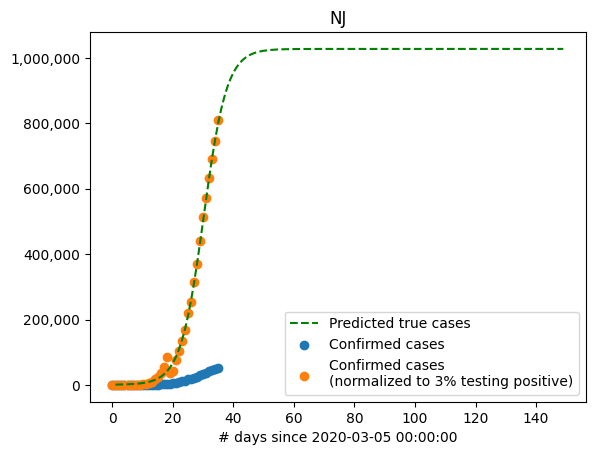 NJ
1,000,000
800,000
600,000
400,000
200,000
0
0 20 40 60 80 100 120 140
# days since 2020-03-05 00:00:00
Predicted true cases
Confirmed cases
Confirmed cases
(normalized to 3% testing positive)